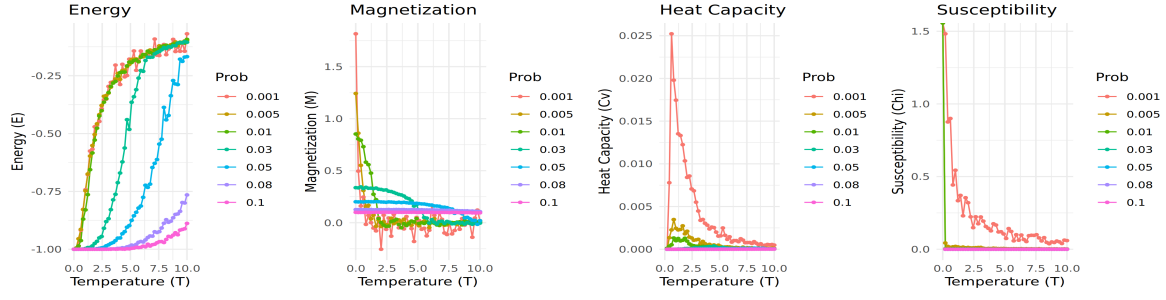 Energy
Energy (E)
-0.25
-0.50
-0.75
-1.00
0.0 2.5 5.0 7.5 10.0
Temperature (T)
Prob
0.001
0.005
0.01
0.03
0.05
0.08
0.1
Magnetization
Magnetization (M)
1.5
1.0
0.5
0.0
0.0 2.5 5.0 7.5 10.0
Temperature (T)
Prob
0.001
0.005
0.01
0.03
0.05
0.08
0.1
Heat Capacity
Heat Capacity (Cv)
0.025
0.020
0.015
0.010
0.005
0.000
0.0 2.5 5.0 7.5 10.0
Temperature (T)
Prob
0.001
0.005
0.01
0.03
0.05
0.08
0.1
Susceptibility
Susceptibility (Chi)
1.5
1.0
0.5
0.0
0.0 2.5 5.0 7.5 10.0
Temperature (T)
Prob
0.001
0.005
0.01
0.03
0.05
0.08
0.1